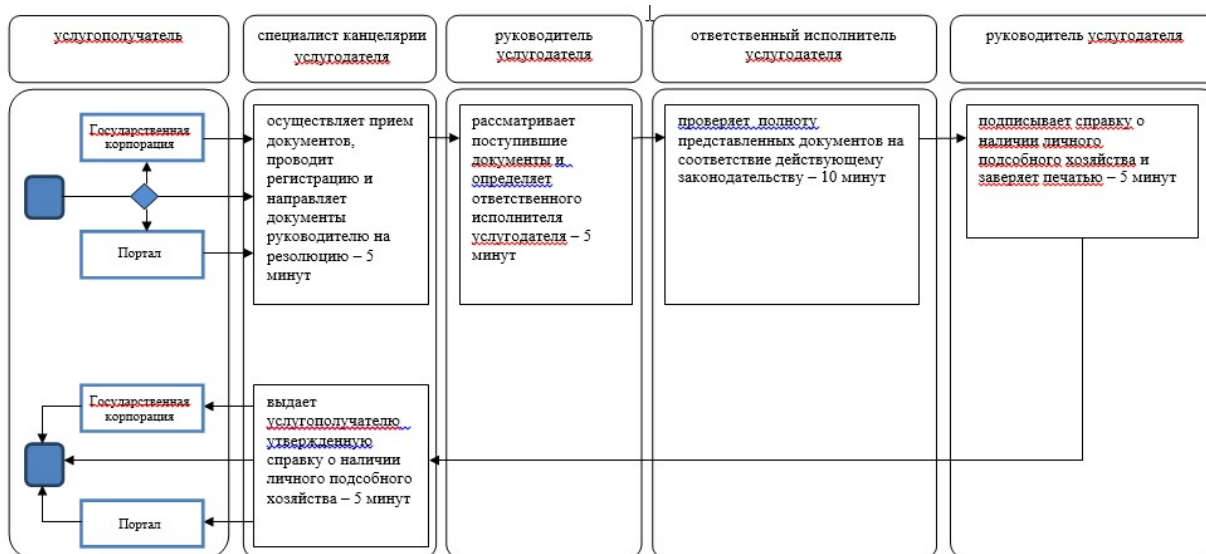 услугополучатель
специалист канцелярии
услугодателя
руководитель
услугодателя
ответственный исполнитель
услугодателя
руководитель услугодателя
Государственная
корпорация
Портал
осуществляет прием
документов,
проводит
регистрацию и
направляет
документы
руководителю на
резолюцию – 5
минут
рассматривает
поступившие
документы и
определяет
ответственного
исполнителя
услугодателя – 5
минут
проверяет полноту
представленных документов на
соответствие действующему
законодательству – 10 минут
подписывает справку о
наличии личного
подсобного хозяйства и
заверяет печатью – 5 минут
Государственная
корпорация
Портал
выдает
услугополучателю
утвержденную
справку о наличии
личного подсобного
хозяйства – 5 минут